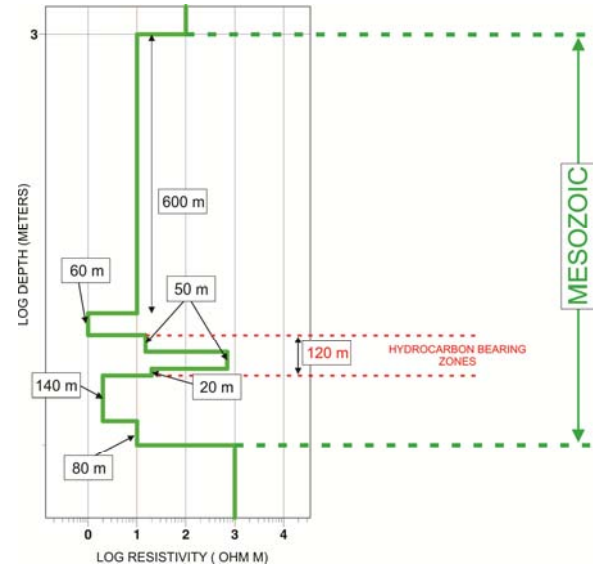 3
600 m
60 m
50 m
120 m
HYDROCARBON BEARING
ZONES
140 m
20 m
80 m
LOG DEPTH (METERS)
MESOZOIC
0 1 2 3 4
LOG RESISTIVITY ( OHM M)